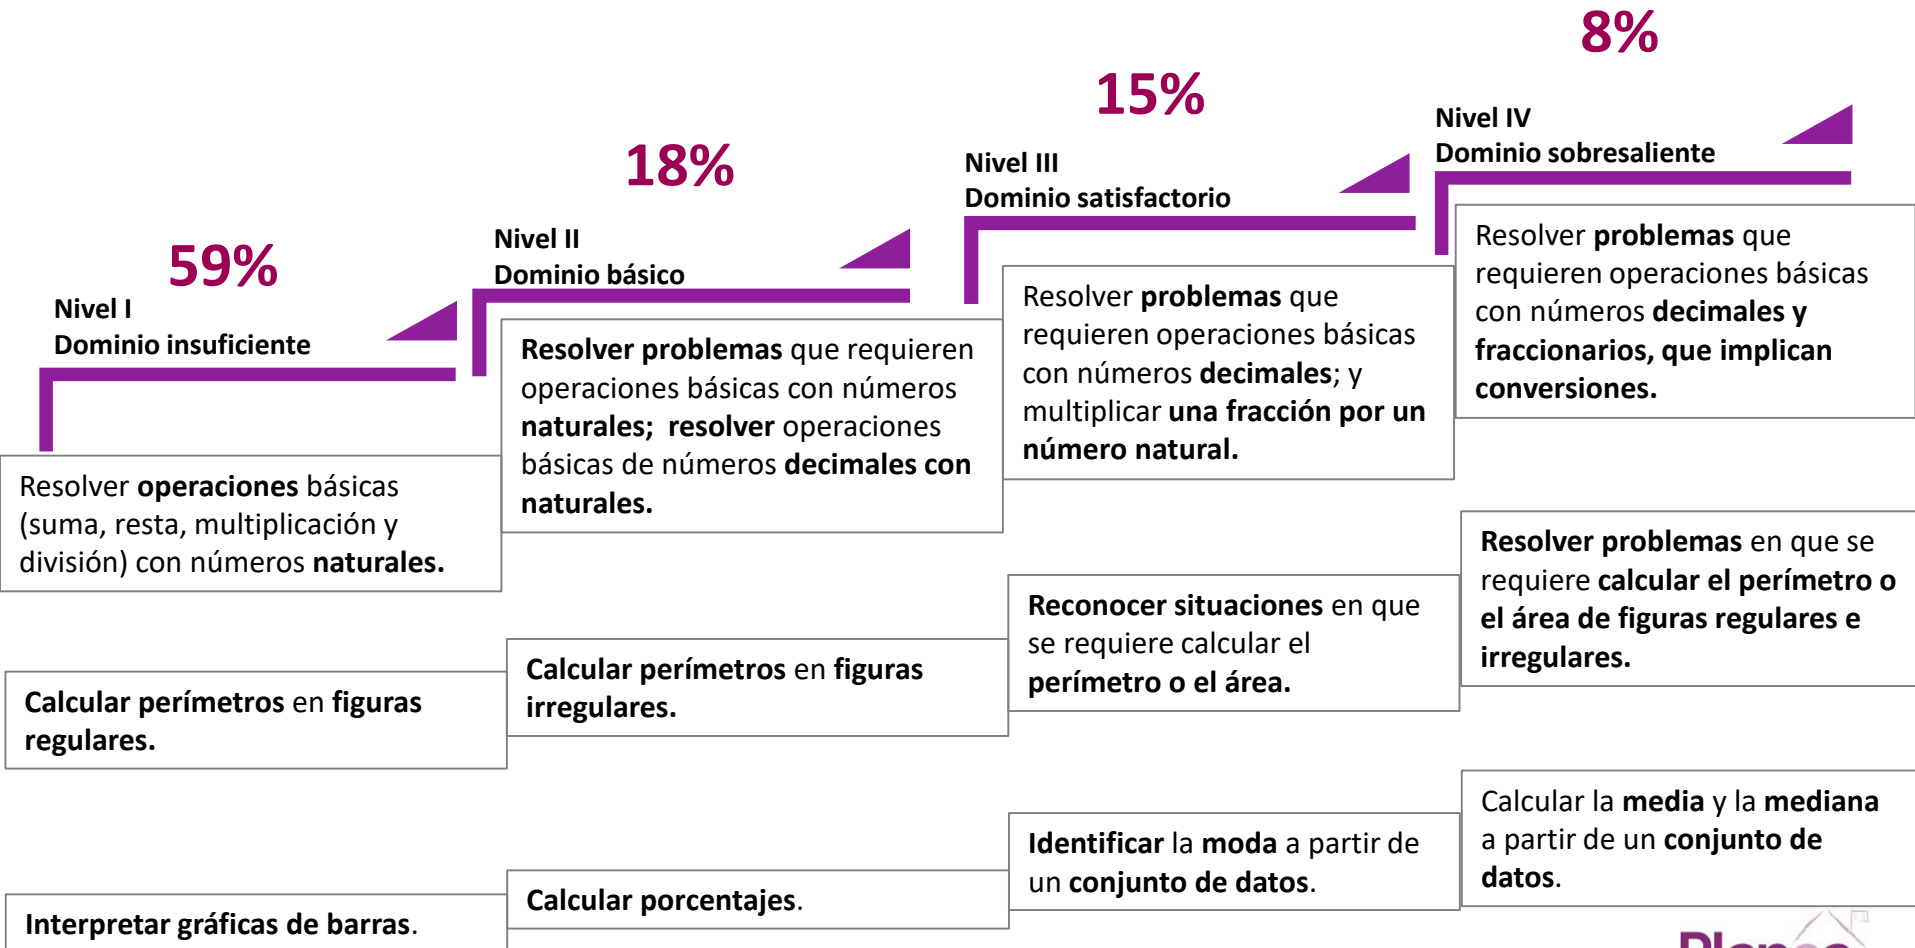 59%
Nivel I
Dominio insuficiente
Resolver operaciones básicas
(suma, resta, multiplicación y
división) con números naturales.
Calcular perímetros en figuras
regulares.
Interpretar gráficas de barras.
18%
Nivel II
Dominio básico
Resolver problemas que requieren
operaciones básicas con números
naturales; resolver operaciones
básicas de números decimales con
naturales.
Calcular perímetros en figuras
irregulares.
Calcular porcentajes.
15%
Nivel III
Dominio satisfactorio
Resolver problemas que
requieren operaciones básicas
con números decimales; y
multiplicar una fracción por un
número natural.
Reconocer situaciones en que
se requiere calcular el
perímetro o el área.
Identificar la moda a partir de
un conjunto de datos.
8%
Nivel IV
Dominio sobresaliente
Resolver problemas que
requieren operaciones básicas
con números decimales y
fraccionarios, que implican
conversiones.
Resolver problemas en que se
requiere calcular el perímetro o
el área de figuras regulares e
irregulares.
Calcular la media y la mediana
a partir de un conjunto de
datos.